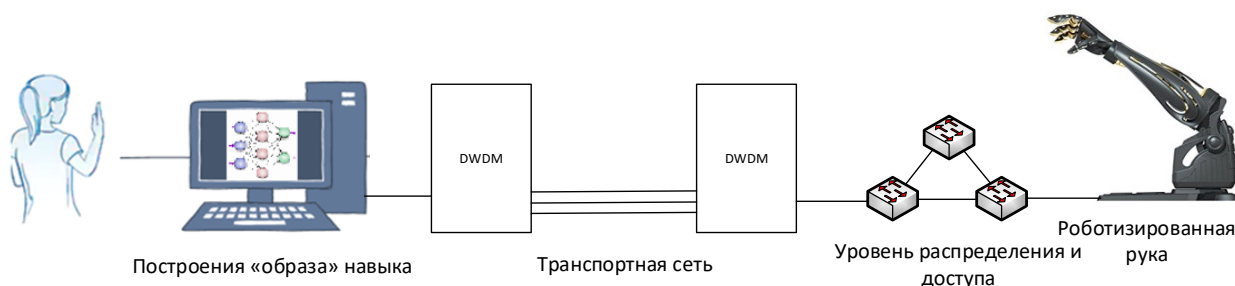 DWDM
DWDM
Построения «образа» навыка
Транспортная сеть
Уровень распределения и
доступа
Роботизированная
рука